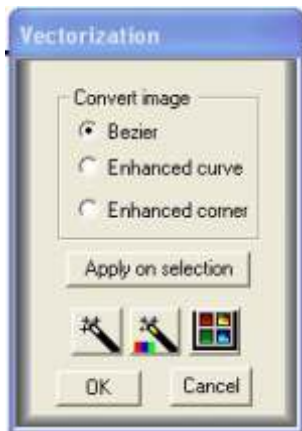 Vectorization
Convert image
Bezier
Enhanced curve
Enhanced corner
Apply on selection
OK Cancel